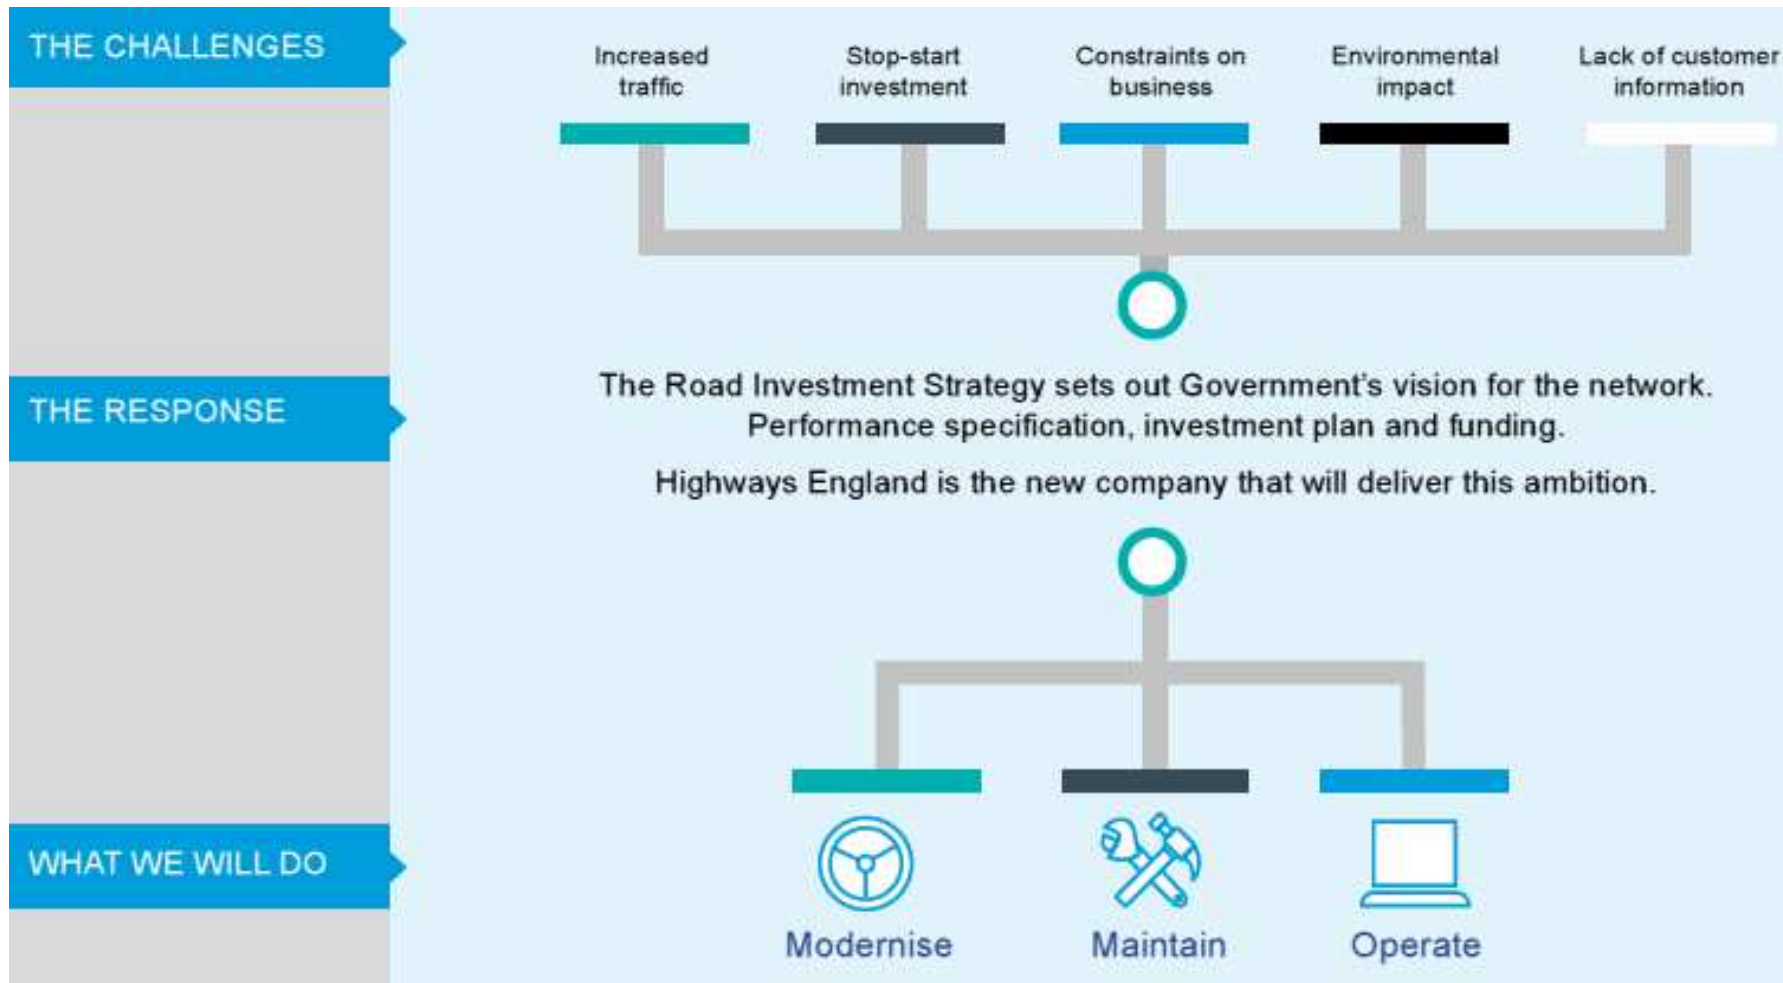 THE CHALLENGES
Increased
traffic
Stop-start
investment
Constraints on
business
Environmental
impact
Lack of customer
information
THE RESPONSE
The Road Investment Strategy sets out Government's vision for the network.
Performance specification, investment plan and funding.
Highways England is the new company that will deliver this ambition.
WHAT WE WILL DO
Modernise
Maintain
Operate